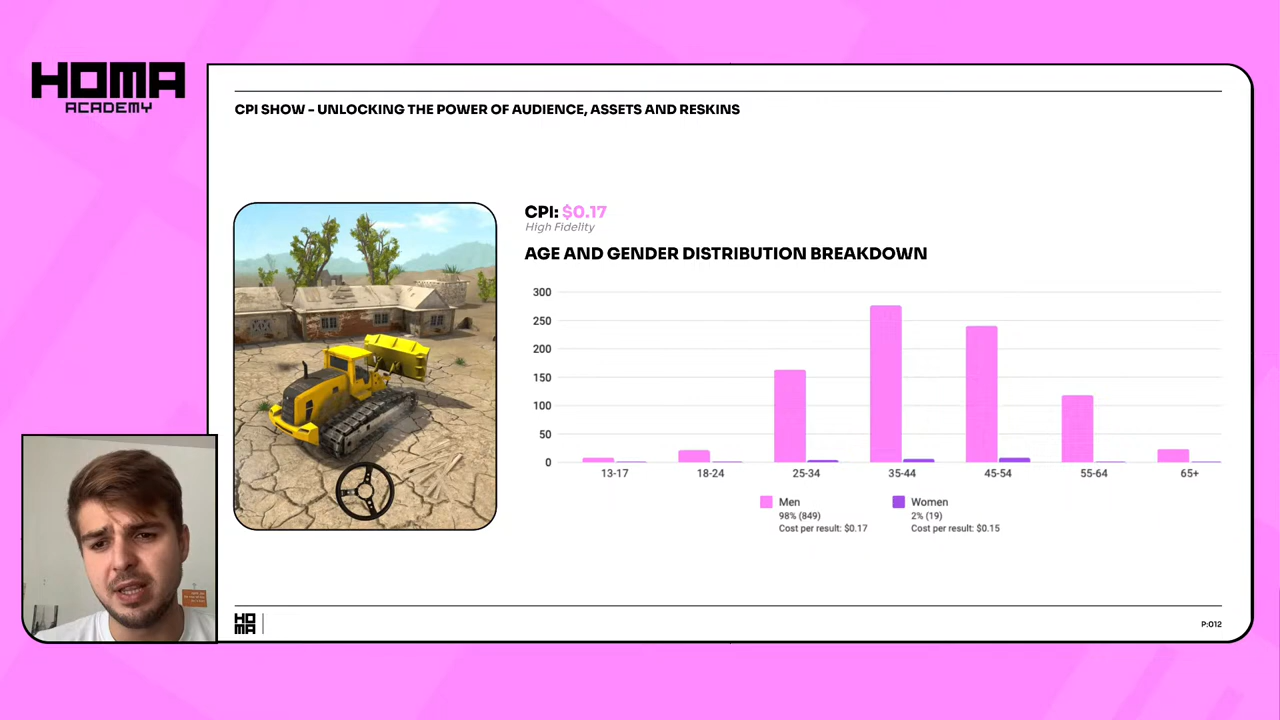 HOMA
ACADEMY
CPI SHOW - UNLOCKING THE POWER OF AUDIENCE, ASSETS AND RESKINS
CPI: $0.17
High Fidelity
AGE AND GENDER DISTRIBUTION BREAKDOWN
300
250
200
150
100
50
0
13-17 18-24 25-34 35-44 45-54 55-64 65+
Men Women
98% (849) 2% (19)
Cost per result: $0.17 Cost per result: $0.15
HOMA
P:012